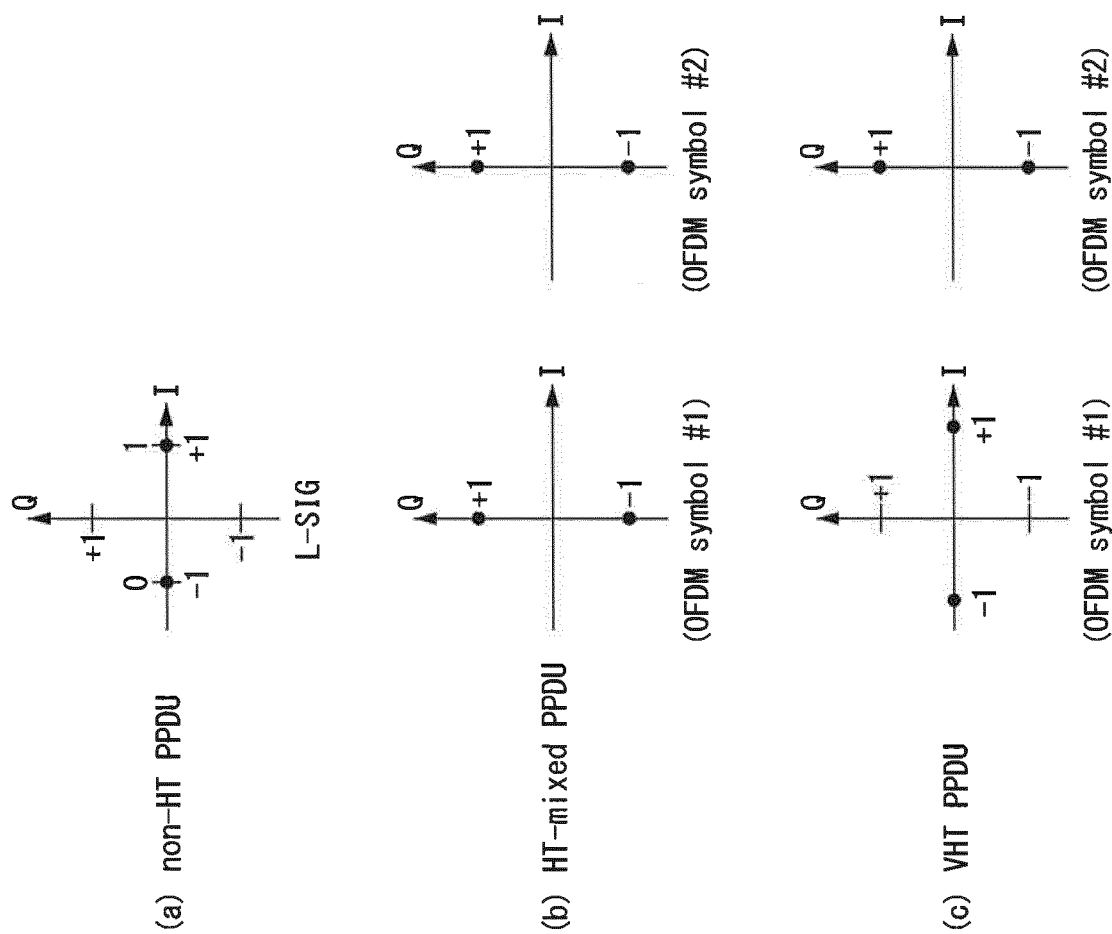 (a) non-HT PPDU
Q
+1
0
1
I
-1
+1
-1
L-SIG
(b) HT-mixed PPDU
Q
+1
I
-1
(OFDM symbol #1)
Q
+1
I
-1
(OFDM symbol #2)
(c) VHT PPDU
Q
+1
I
-1
+1
-1
(OFDM symbol #1)
Q
+1
I
-1
(OFDM symbol #2)